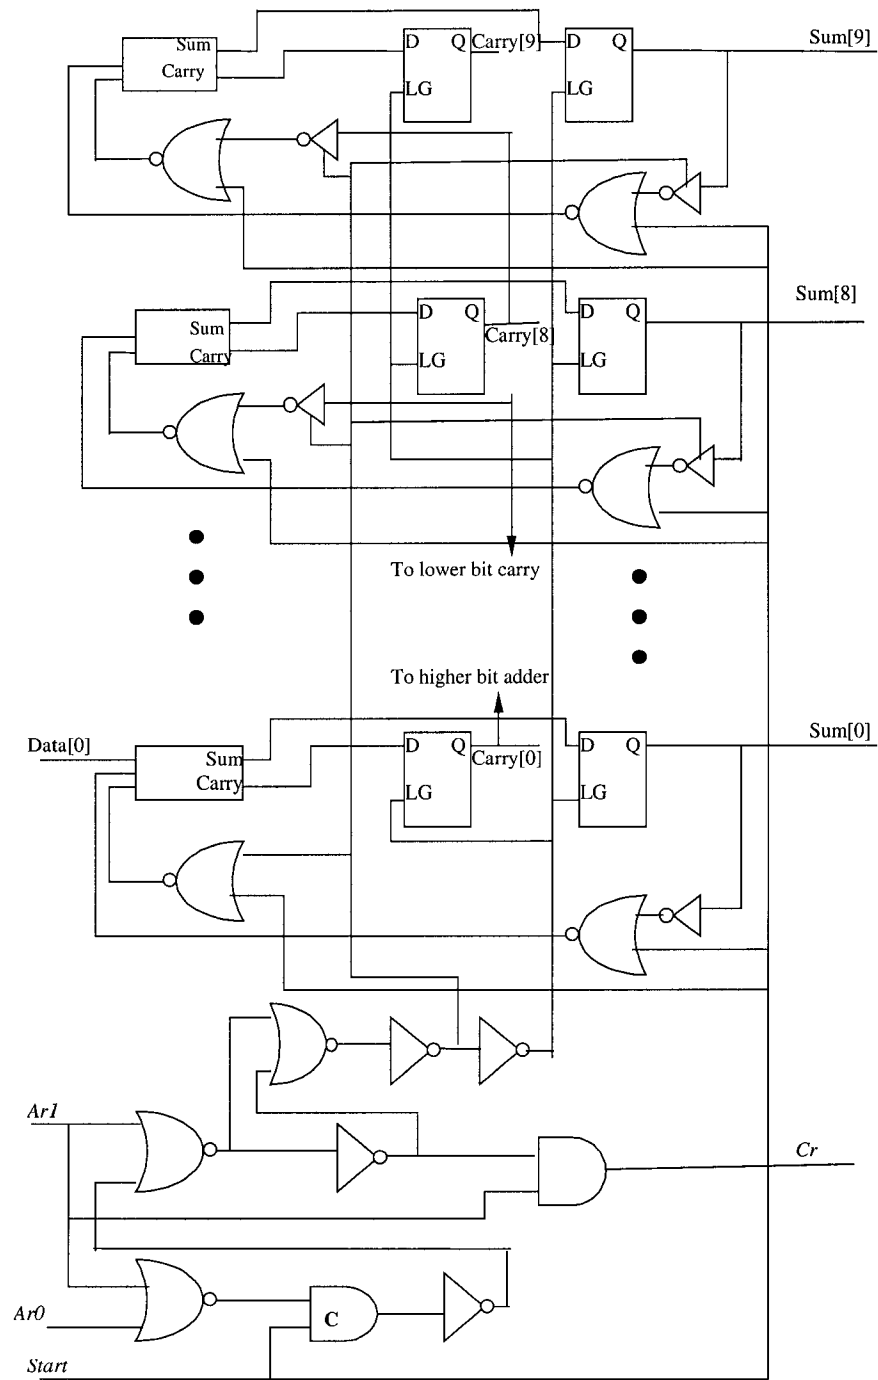 Sum
Carry
D Q
LG
Carry[9]
D Q
LG
Sum[9]
Sum
Carry
D Q
LG
Carry[8]
D Q
LG
Sum[8]
To lower bit carry
To higher bit adder
Data[0]
Sum
Carry
D Q
LG
Carry[0]
D Q
LG
Sum[0]
Ar1
Cr
C
Ar0
Start